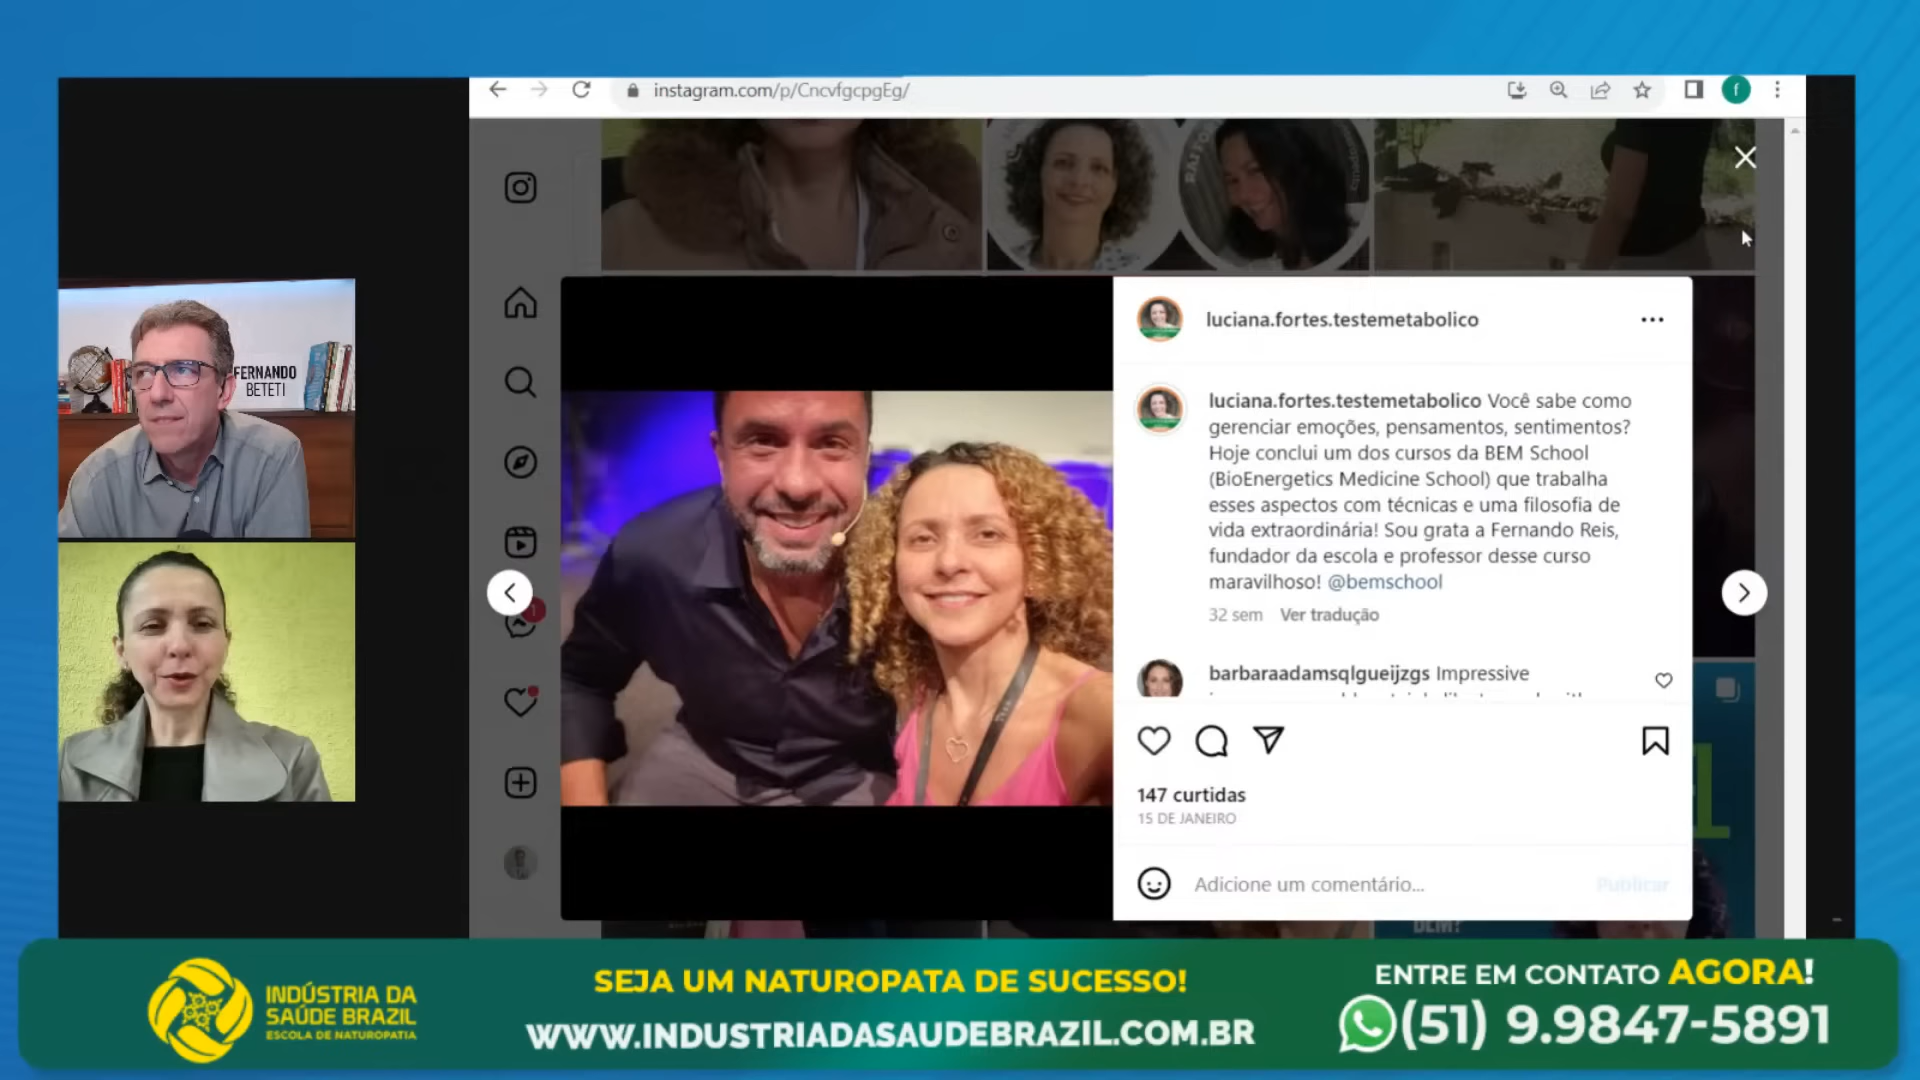 instagram.com/p/CncvfgcpgEg/
f
FERNANDO
BETETI
luciana.fortes.testemetabolico
luciana.fortes.testemetabolico Você sabe como
gerenciar emoções, pensamentos, sentimentos?
Hoje conclui um dos cursos da BEM School
(BioEnergetics Medicine School) que trabalha
esses aspectos com técnicas e uma filosofia de
vida extraordinária! Sou grata a Fernando Reis,
fundador da escola e professor desse curso
maravilhoso! @bemschool
32 sem Ver tradução
barbaraadamsqlgueijzgs Impressive
1
147 curtidas
15 DE JANEIRO
Adicione um comentário...
Publicar
INDÚSTRIA DA
SAÚDE BRAZIL
ESCOLA DE NATUROPATIA
SEJA UM NATUROPATA DE SUCESSO!
WWW.INDUSTRIADASAUDEBRAZIL.COM.BR
ENTRE EM CONTATO AGORA!
(51) 9.9847-5891